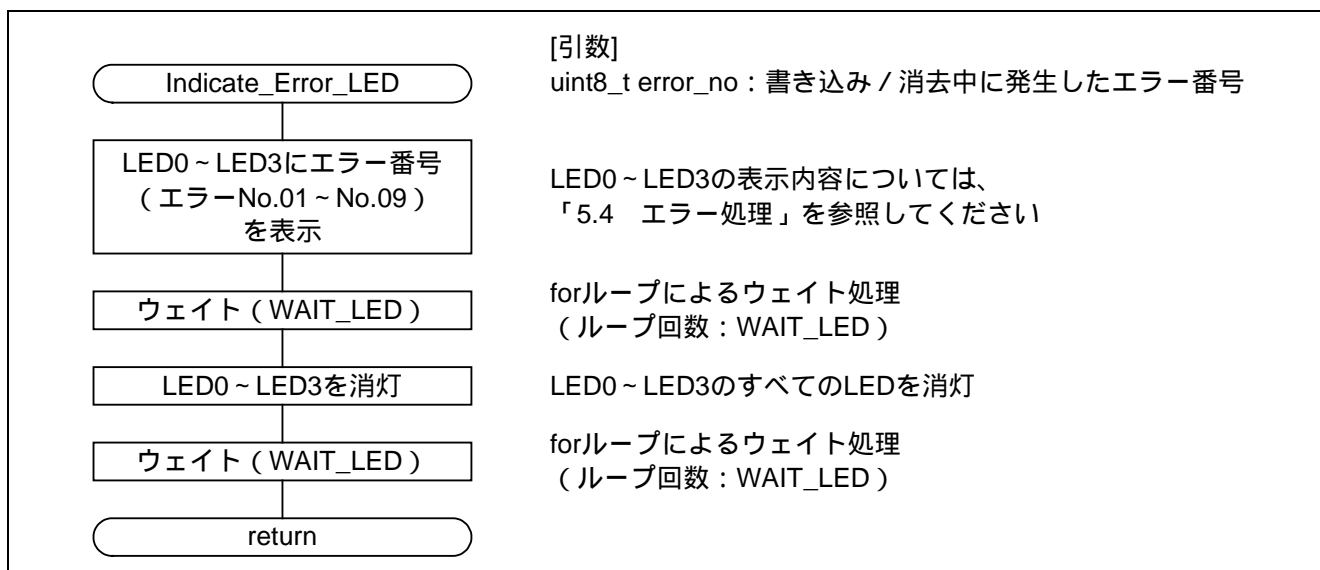 [引数]
Indicate_Error_LED
uint8_t error_no：書き込み／消去中に発生したエラー番号
LED0～LED3にエラー番号
（エラーNo.01～No.09）
を表示
LED0～LED3の表示内容については、
「5.4　エラー処理」を参照してください
ウェイト（WAIT_LED）
forループによるウェイト処理
（ループ回数：WAIT_LED）
LED0～LED3を消灯
LED0～LED3のすべてのLEDを消灯
ウェイト（WAIT_LED）
forループによるウェイト処理
（ループ回数：WAIT_LED）
return